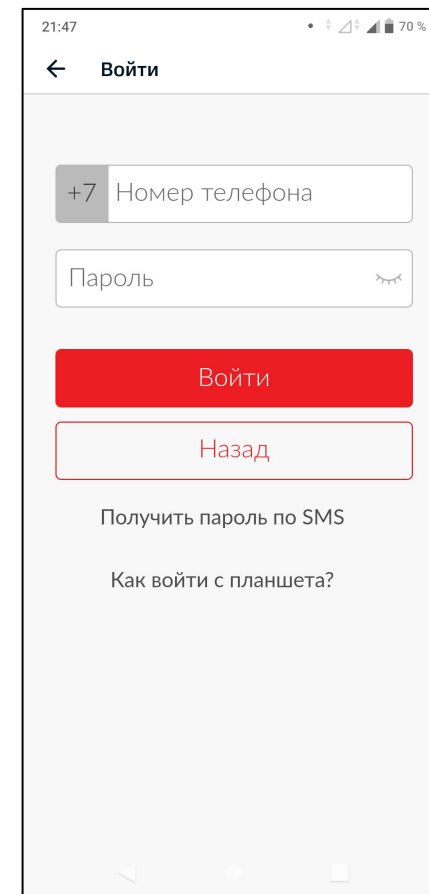 21:47 70 %
Войти
+7 Номер телефона
Пароль
Войти
Назад
Получить пароль по SMS
Как войти с планшета?